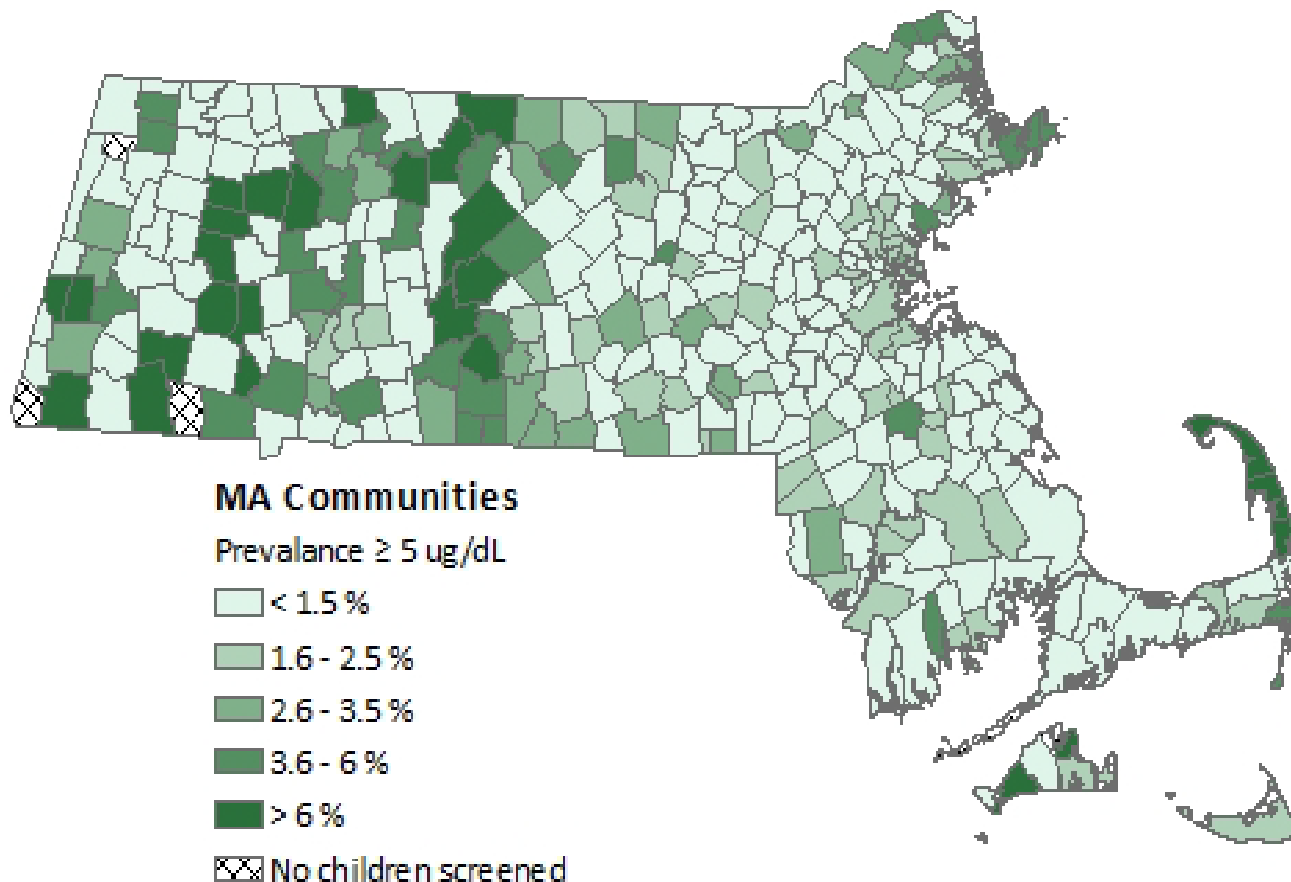 MA Communities
Prevalance ≥ 5 ug/dL
< 1.5 %
1.6 - 2.5 %
2.6 - 3.5 %
3.6 - 6 %
> 6 %
No children screened